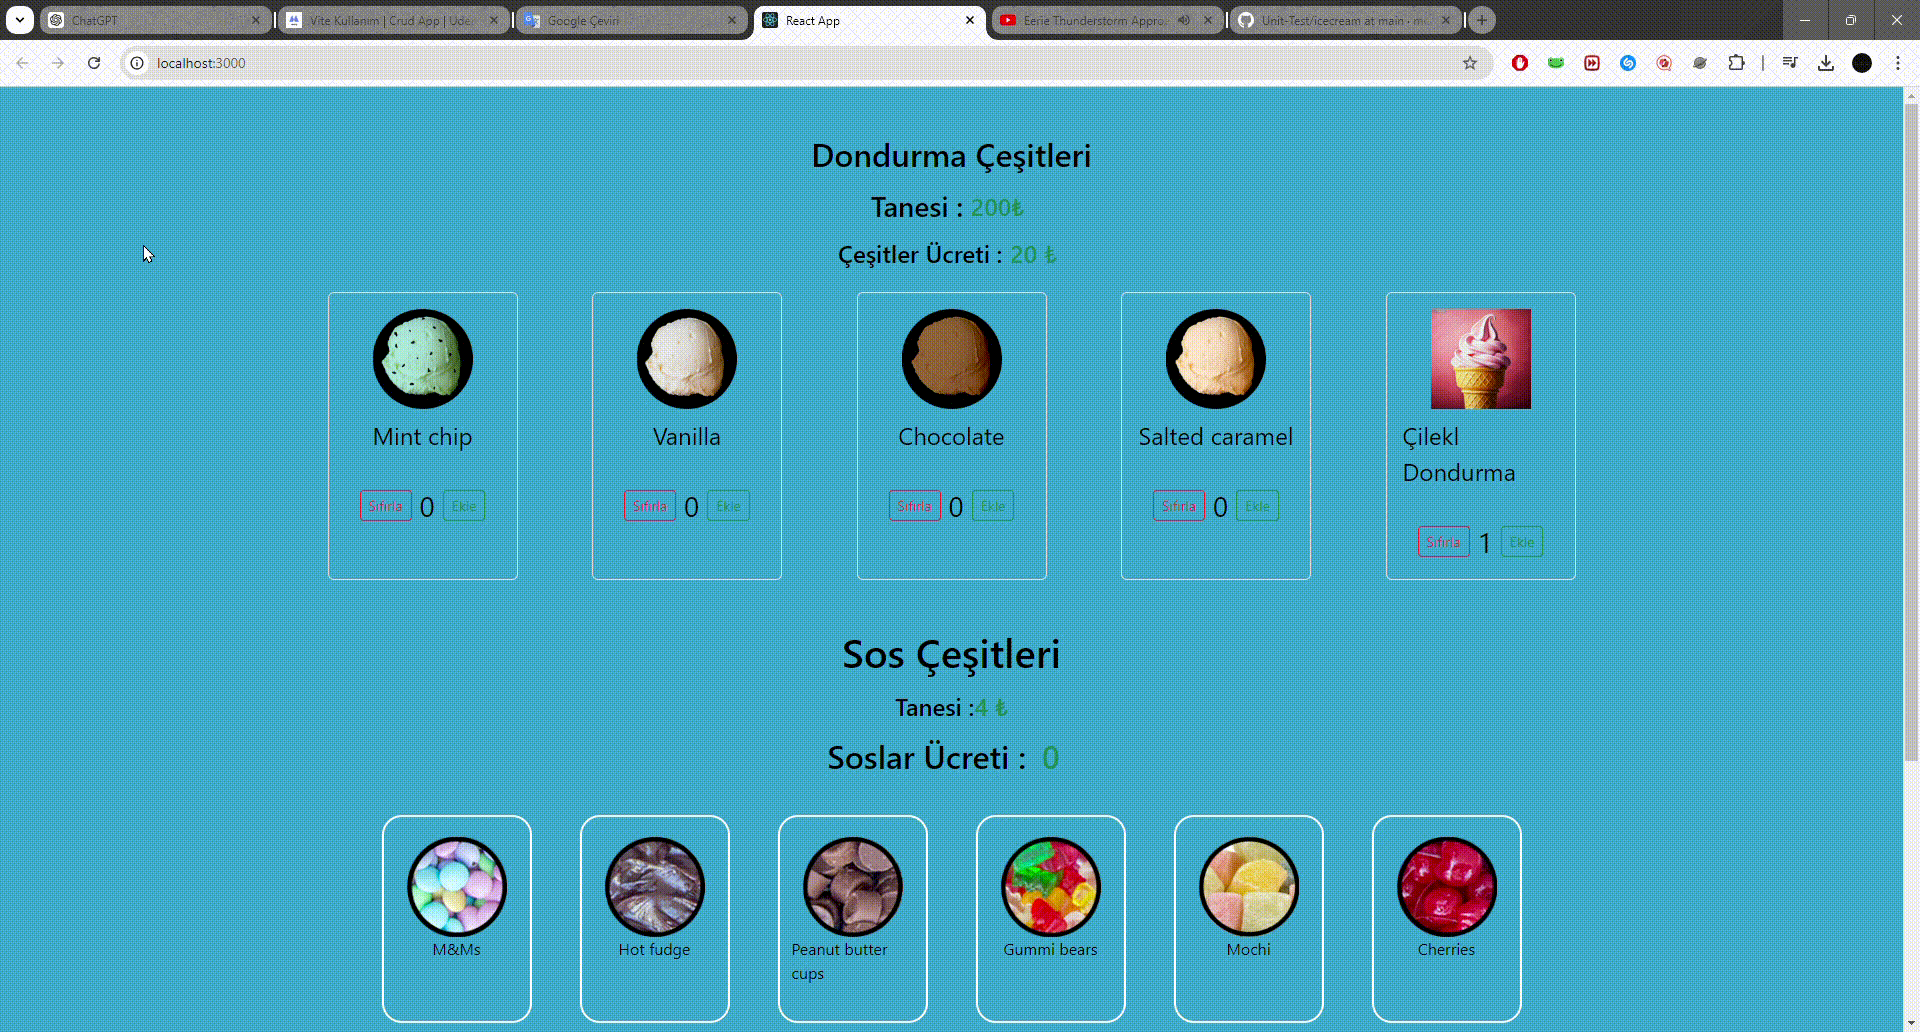 ChatGPT
Vite Kullanım | Crud App | Ude
Google Çeviri
React App
Eerie Thunderstorm Appro
Unit-Test/icecream at main · m
localhost:3000
Dondurma Çeşitleri
Tanesi : 200₺
Çeşitler Ücreti : 20 ₺
Mint chip
Sıfırla 0 Ekle
Vanilla
Sıfırla 0 Ekle
Chocolate
Sıfırla 0 Ekle
Salted caramel
Sıfırla 0 Ekle
Çilekl
Dondurma
Sıfırla 1 Ekle
Sos Çeşitleri
Tanesi :4 ₺
Soslar Ücreti : 0
M&Ms
Hot fudge
Peanut butter
cups
Gummi bears
Mochi
Cherries